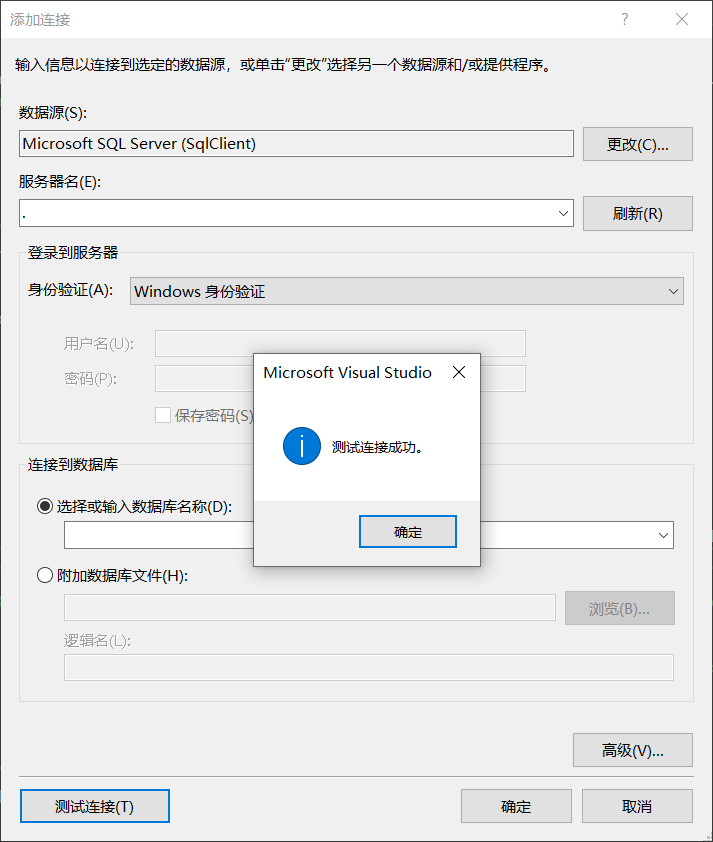 添加连接
?
输入信息以连接到选定的数据源，或单击“更改”选择另一个数据源和/或提供程序。
数据源(S):
Microsoft SQL Server (SqlClient)
更改(C)...
服务器名(E):
.
刷新(R)
登录到服务器
身份验证(A):
Windows 身份验证
用户名(U):
密码(P):
保存密码(S)
Microsoft Visual Studio
i
测试连接成功。
确定
连接到数据库
选择或输入数据库名称(D):
附加数据库文件(H):
浏览(B)...
逻辑名(L):
高级(V)...
测试连接(T)
确定
取消